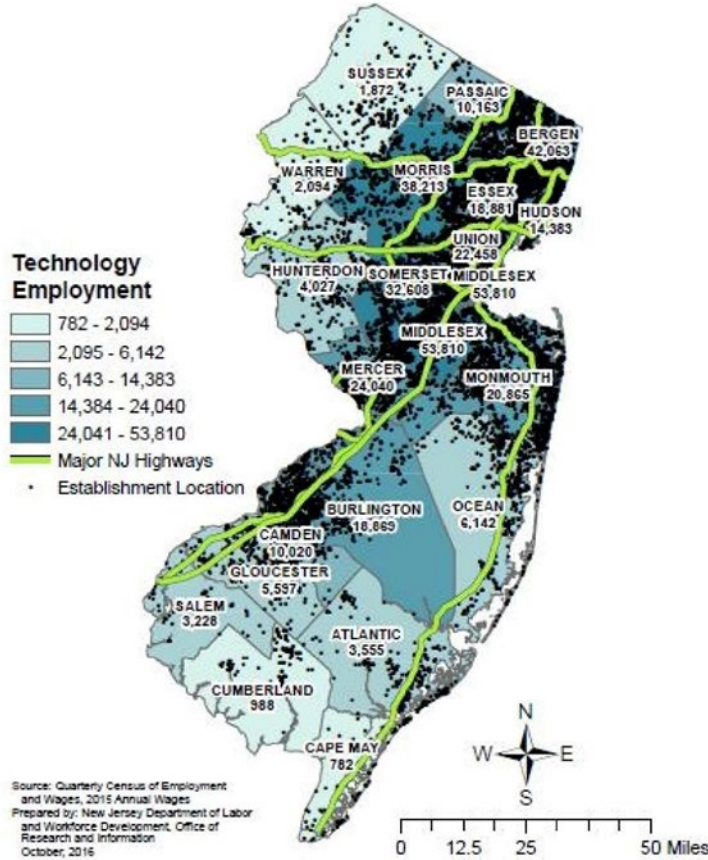 SUSSEX
1,872
PASSAIC
10,163
BERGEN
42,063
WARREN
2,094
MORRIS
38,213
ESSEX
18,881
HUDSON
14,383
UNION
22,458
HUNTERDON
4,027
SOMERSET
32,608
MIDDLESEX
53,810
MIDDLESEX
53,810
MERCER
24,040
MONMOUTH
20,865
Technology
Employment
782 - 2,094
2,095 - 6,142
6,143 - 14,383
14,384 - 24,040
24,041 - 53,810
Major NJ Highways
Establishment Location
BURLINGTON
18,869
OCEAN
6,142
CAMDEN
10,020
GLOUCESTER
5,597
SALEM
3,228
ATLANTIC
3,555
CUMBERLAND
988
CAPE MAY
782
N
W E
S
Source: Quarterly Census of Employment
and Wages, 2015 Annual Wages
Prepared by: New Jersey Department of Labor
and Workforce Development, Office of
Research and Information
October, 2016
0 12.5 25 50 Miles